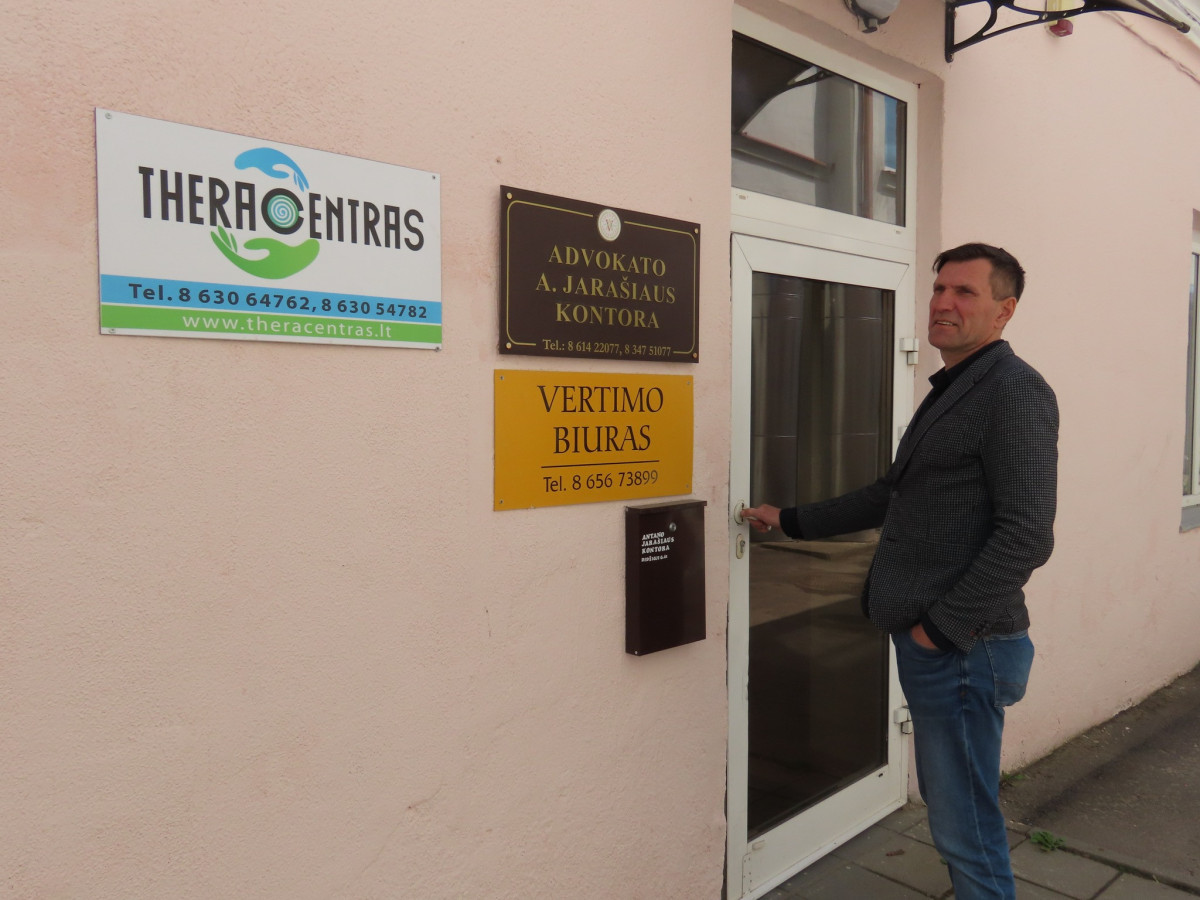 THERACENTRAS
Tel. 8 630 64762, 8 630 54782
www.theracentras.lt
V
ADVOKATO
A. JARAŠIAUS
KONTORA
Tel.: 8 614 22077, 8 347 51077
VERTIMO
BIURAS
Tel. 8 656 73899
ANTANO
JARAŠIAUS
KONTORA